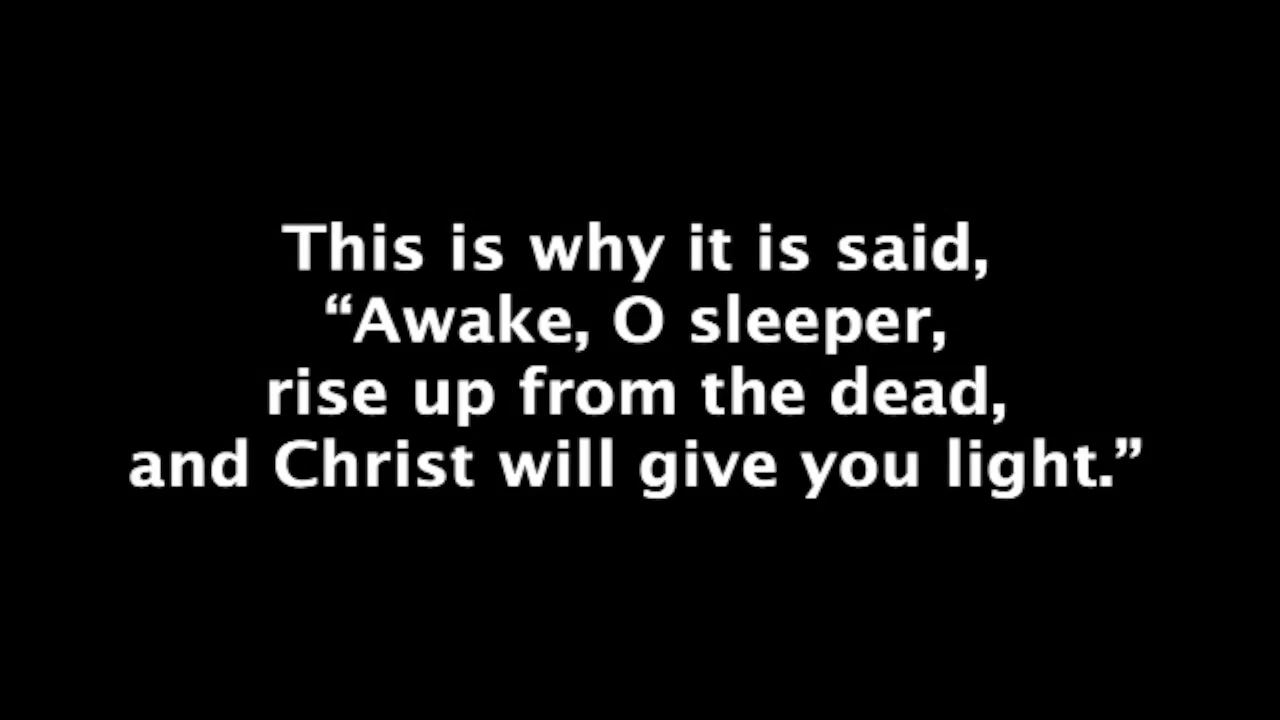 This is why it is said,
“Awake, O sleeper,
rise up from the dead,
and Christ will give you light.”